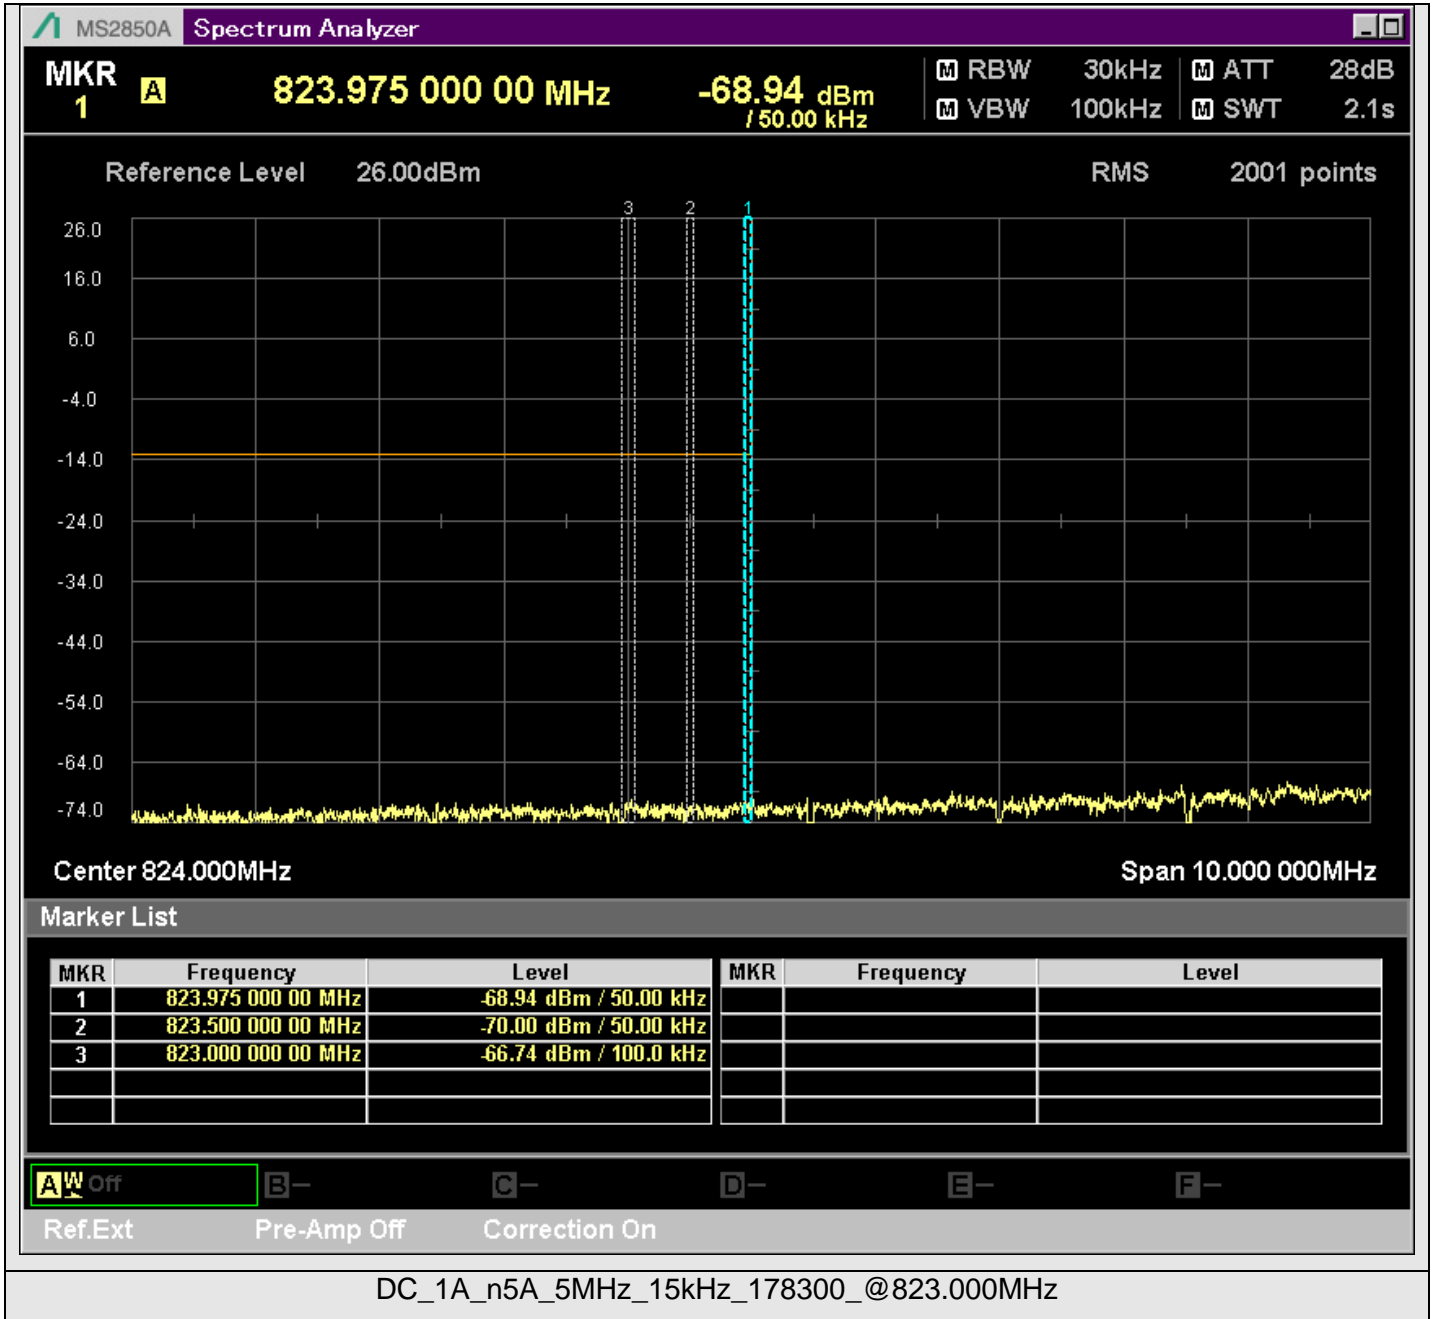 MS2850A Spectrum Analyzer
MKR 1 A 823.975 000 00 MHz -68.94 dBm / 50.00 kHz
M RBW 30kHz M ATT 28dB
M VBW 100kHz M SWT 2.1s
Reference Level 26.00dBm RMS 2001 points
3 2 1
26.0
16.0
6.0
-4.0
-14.0
-24.0
-34.0
-44.0
-54.0
-64.0
-74.0
Center 824.000MHz Span 10.000 000MHz
Marker List
MKR Frequency Level MKR Frequency Level
1 823.975 000 00 MHz -68.94 dBm / 50.00 kHz
2 823.500 000 00 MHz -70.00 dBm / 50.00 kHz
3 823.000 000 00 MHz -66.74 dBm / 100.0 kHz
A W Off B – C – D – E – F –
Ref.Ext Pre-Amp Off Correction On
DC_1A_n5A_5MHz_15kHz_178300_@823.000MHz